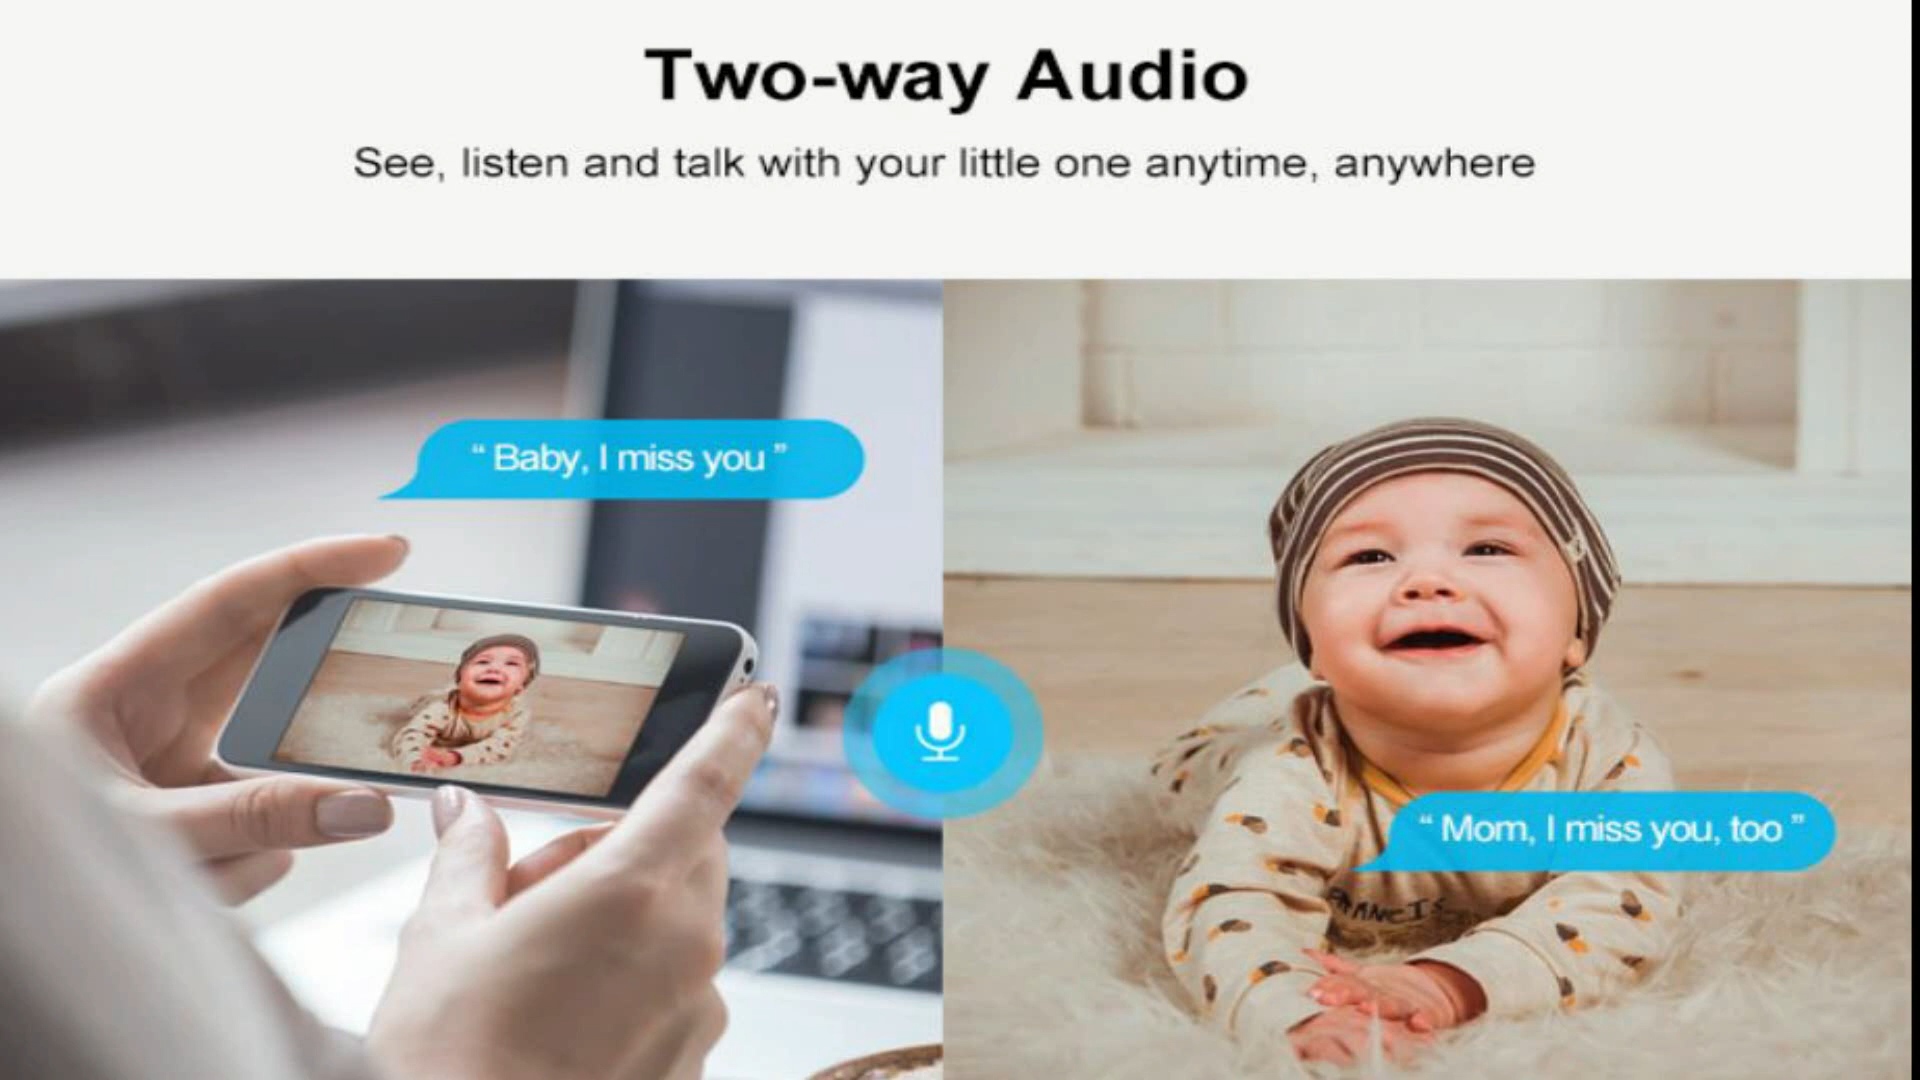 Two-way Audio
See, listen and talk with your little one anytime, anywhere
“ Baby, I miss you ”
“ Mom, I miss you, too ”